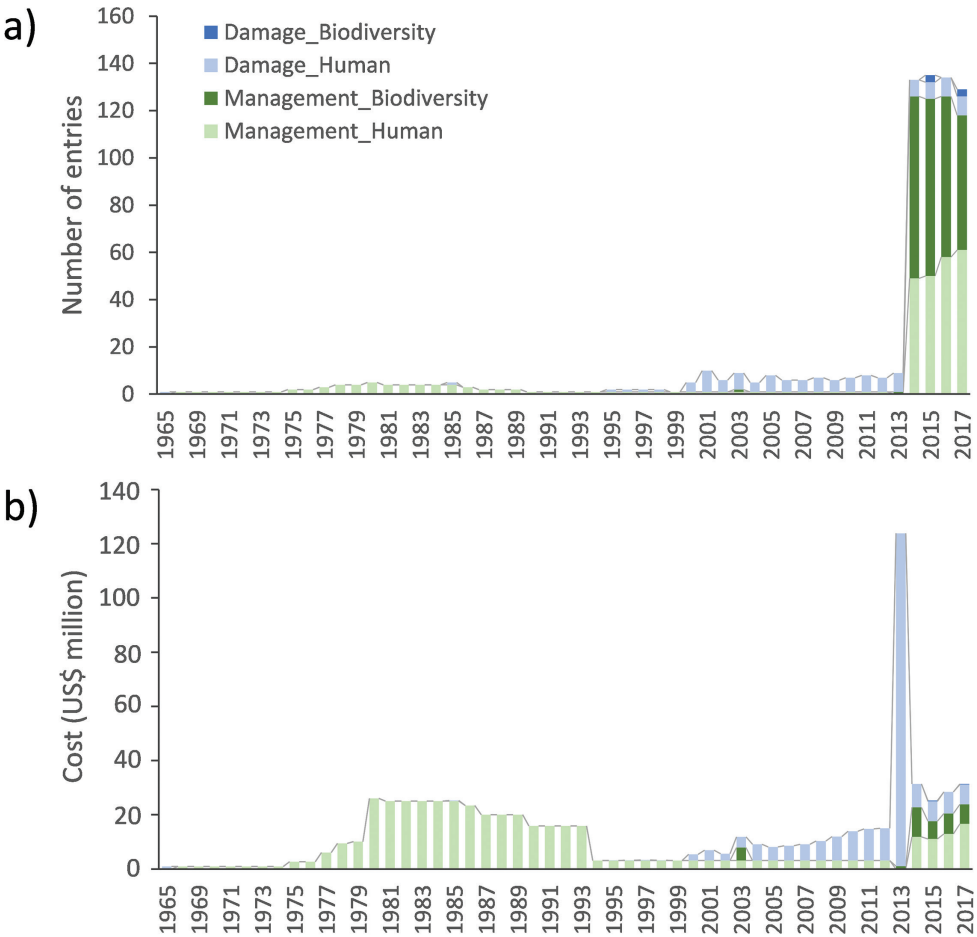 a)
160
140
120
100
80
60
40
20
0
Number of entries
Damage_Biodiversity
Damage_Human
Management_Biodiversity
Management_Human
1965 1969 1971 1973 1975 1977 1979 1981 1983 1985 1987 1989 1991 1993 1995 1997 1999 2001 2003 2005 2007 2009 2011 2013 2015 2017
b)
140
120
100
80
60
40
20
0
Cost (US$ million)
1965 1969 1971 1973 1975 1977 1979 1981 1983 1985 1987 1989 1991 1993 1995 1997 1999 2001 2003 2005 2007 2009 2011 2013 2015 2017